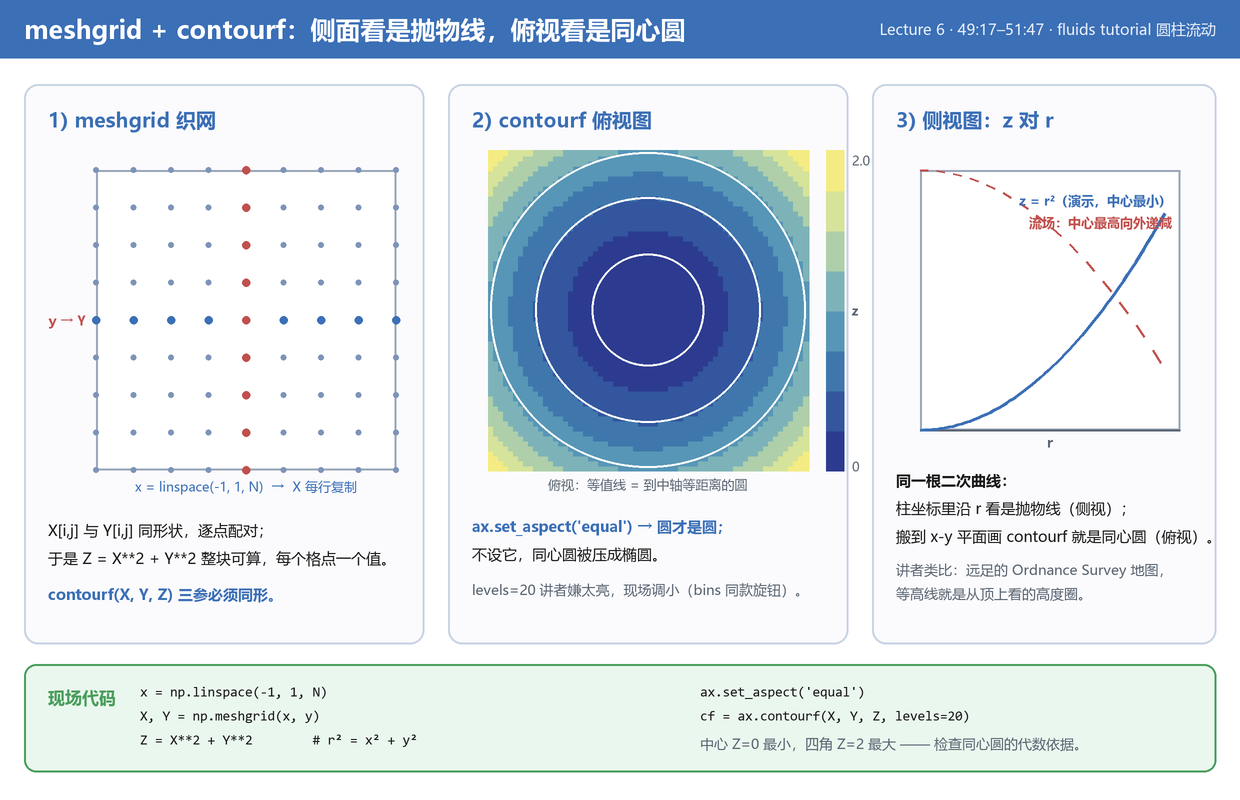 meshgrid + contourf：侧面看是抛物线，俯视看是同心圆
Lecture 6 · 49:17–51:47 · fluids tutorial 圆柱流动
1) meshgrid 织网
y → Y
x = linspace(-1, 1, N) → X 每行复制
X[i,j] 与 Y[i,j] 同形状，逐点配对；
于是 Z = X**2 + Y**2 整块可算，每个格点一个值。
contourf(X, Y, Z) 三参必须同形。
2) contourf 俯视图
2.0
z
0
俯视：等值线 = 到中轴等距离的圆
ax.set_aspect('equal') → 圆才是圆；
不设它，同心圆被压成椭圆。
levels=20 讲者嫌太亮，现场调小（bins 同款旋钮）。
3) 侧视图：z 对 r
z = r²（演示，中心最小）
流场：中心最高向外递减
r
同一根二次曲线：
柱坐标里沿 r 看是抛物线（侧视）；
搬到 x-y 平面画 contourf 就是同心圆（俯视）。
讲者类比：远足的 Ordnance Survey 地图，
等高线就是从顶上看的高度圈。
现场代码
x = np.linspace(-1, 1, N)
X, Y = np.meshgrid(x, y)
Z = X**2 + Y**2 # r² = x² + y²
ax.set_aspect('equal')
cf = ax.contourf(X, Y, Z, levels=20)
中心 Z=0 最小，四角 Z=2 最大 —— 检查同心圆的代数依据。